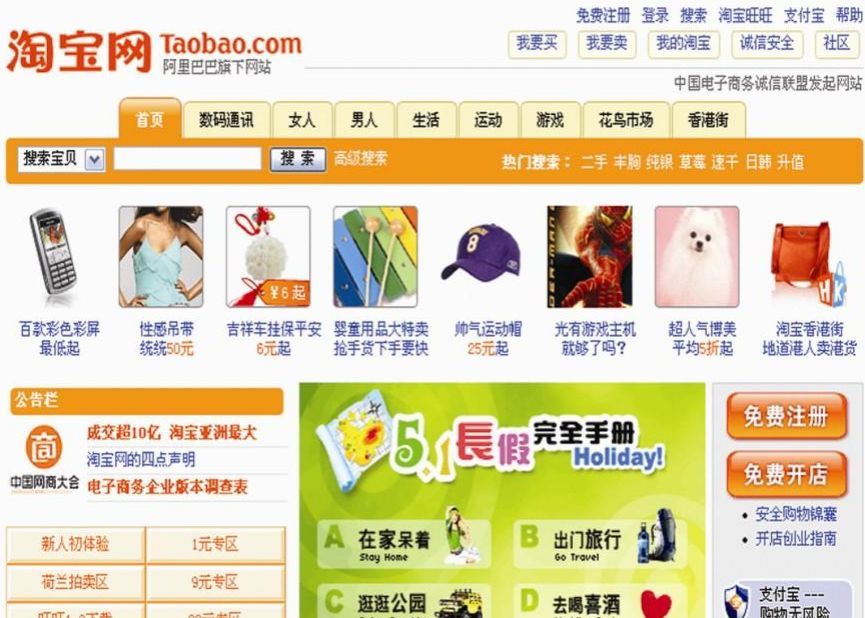 免费注册 登录 搜索 淘宝旺旺 支付宝 帮助
淘宝网 Taobao.com
阿里巴巴旗下网站
我要买 我要卖 我的淘宝 诚信安全 社区
中国电子商务诚信联盟发起网站
首页 数码通讯 女人 男人 生活 运动 游戏 花鸟市场 香港街
搜索宝贝 搜索 高级搜索 热门搜索： 二手 丰胸 纯银 草莓 速干 日韩 升值
¥6起
8
HK
百款彩色彩屏
最低起
性感吊带
统统50元
吉祥车挂保平安
6元起
婴童用品大特卖
抢手货下手要快
帅气运动帽
25元起
光有游戏主机
就够了吗?
超人气博美
平均5折起
淘宝香港街
地道港人卖港货
公告栏
商
中国网商大会
成交超10亿 淘宝亚洲最大
淘宝网的四点声明
电子商务企业版本调查表
新人初体验 1元专区
荷兰拍卖区 9元专区
5.1長假完全手册
Holiday!
A 在家呆着
Stay Home
B 出门旅行
Go Travel
C 逛逛公园
D 去喝喜酒
免费注册
免费开店
• 安全购物锦囊
• 开店创业指南
支付宝 ---
购物无风险